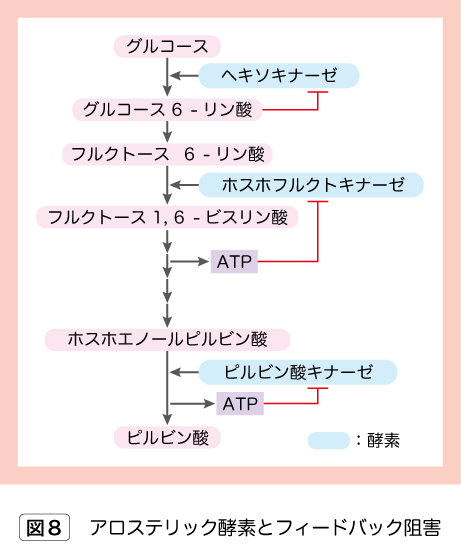 グルコース
ヘキソキナーゼ
グルコース 6 - リン酸
フルクトース 6 - リン酸
ホスホフルクトキナーゼ
フルクトース 1, 6 - ビスリン酸
ATP
ホスホエノールピルビン酸
ピルビン酸キナーゼ
ATP
ピルビン酸
：酵素
図8 アロステリック酵素とフィードバック阻害